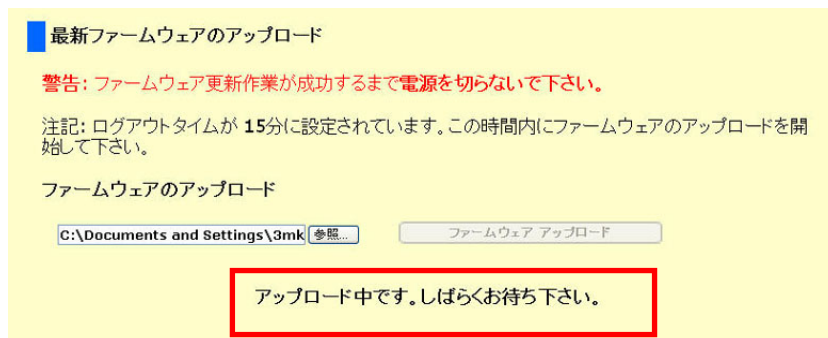 最新ファームウェアのアップロード
警告: ファームウェア更新作業が成功するまで電源を切らないで下さい。
注記: ログアウトタイムが 15分に設定されています。この時間内にファームウェアのアップロードを開
始して下さい。
ファームウェアのアップロード
C:\Documents and Settings\3mk 参照... ファームウェア アップロード
アップロード中です。しばらくお待ち下さい。